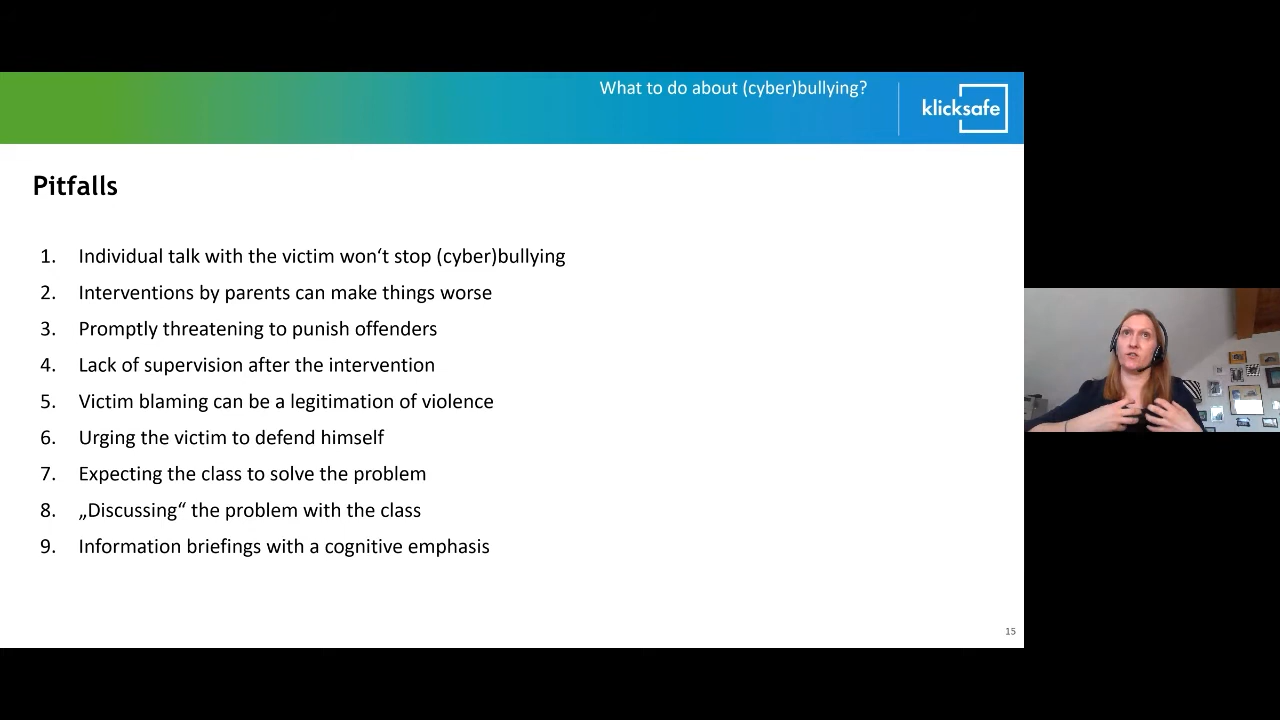 What to do about (cyber)bullying?
klicksafe
Pitfalls
1. Individual talk with the victim won‘t stop (cyber)bullying
2. Interventions by parents can make things worse
3. Promptly threatening to punish offenders
4. Lack of supervision after the intervention
5. Victim blaming can be a legitimation of violence
6. Urging the victim to defend himself
7. Expecting the class to solve the problem
8. „Discussing“ the problem with the class
9. Information briefings with a cognitive emphasis
15